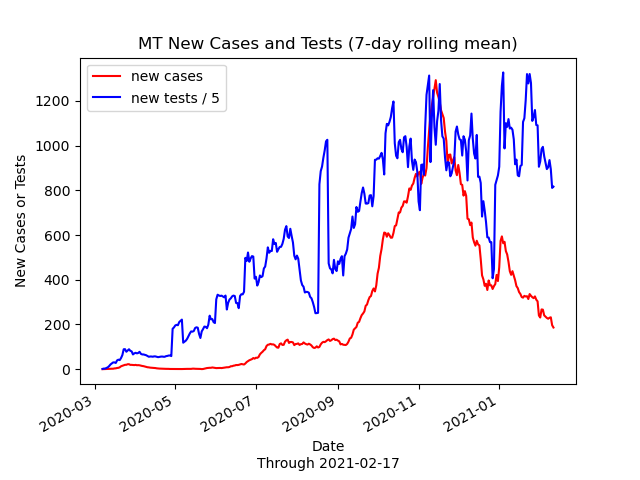 MT New Cases and Tests (7-day rolling mean)
new cases
new tests / 5
New Cases or Tests
1200
1000
800
600
400
200
0
2020-03
2020-05
2020-07
2020-09
2020-11
2021-01
Date
Through 2021-02-17